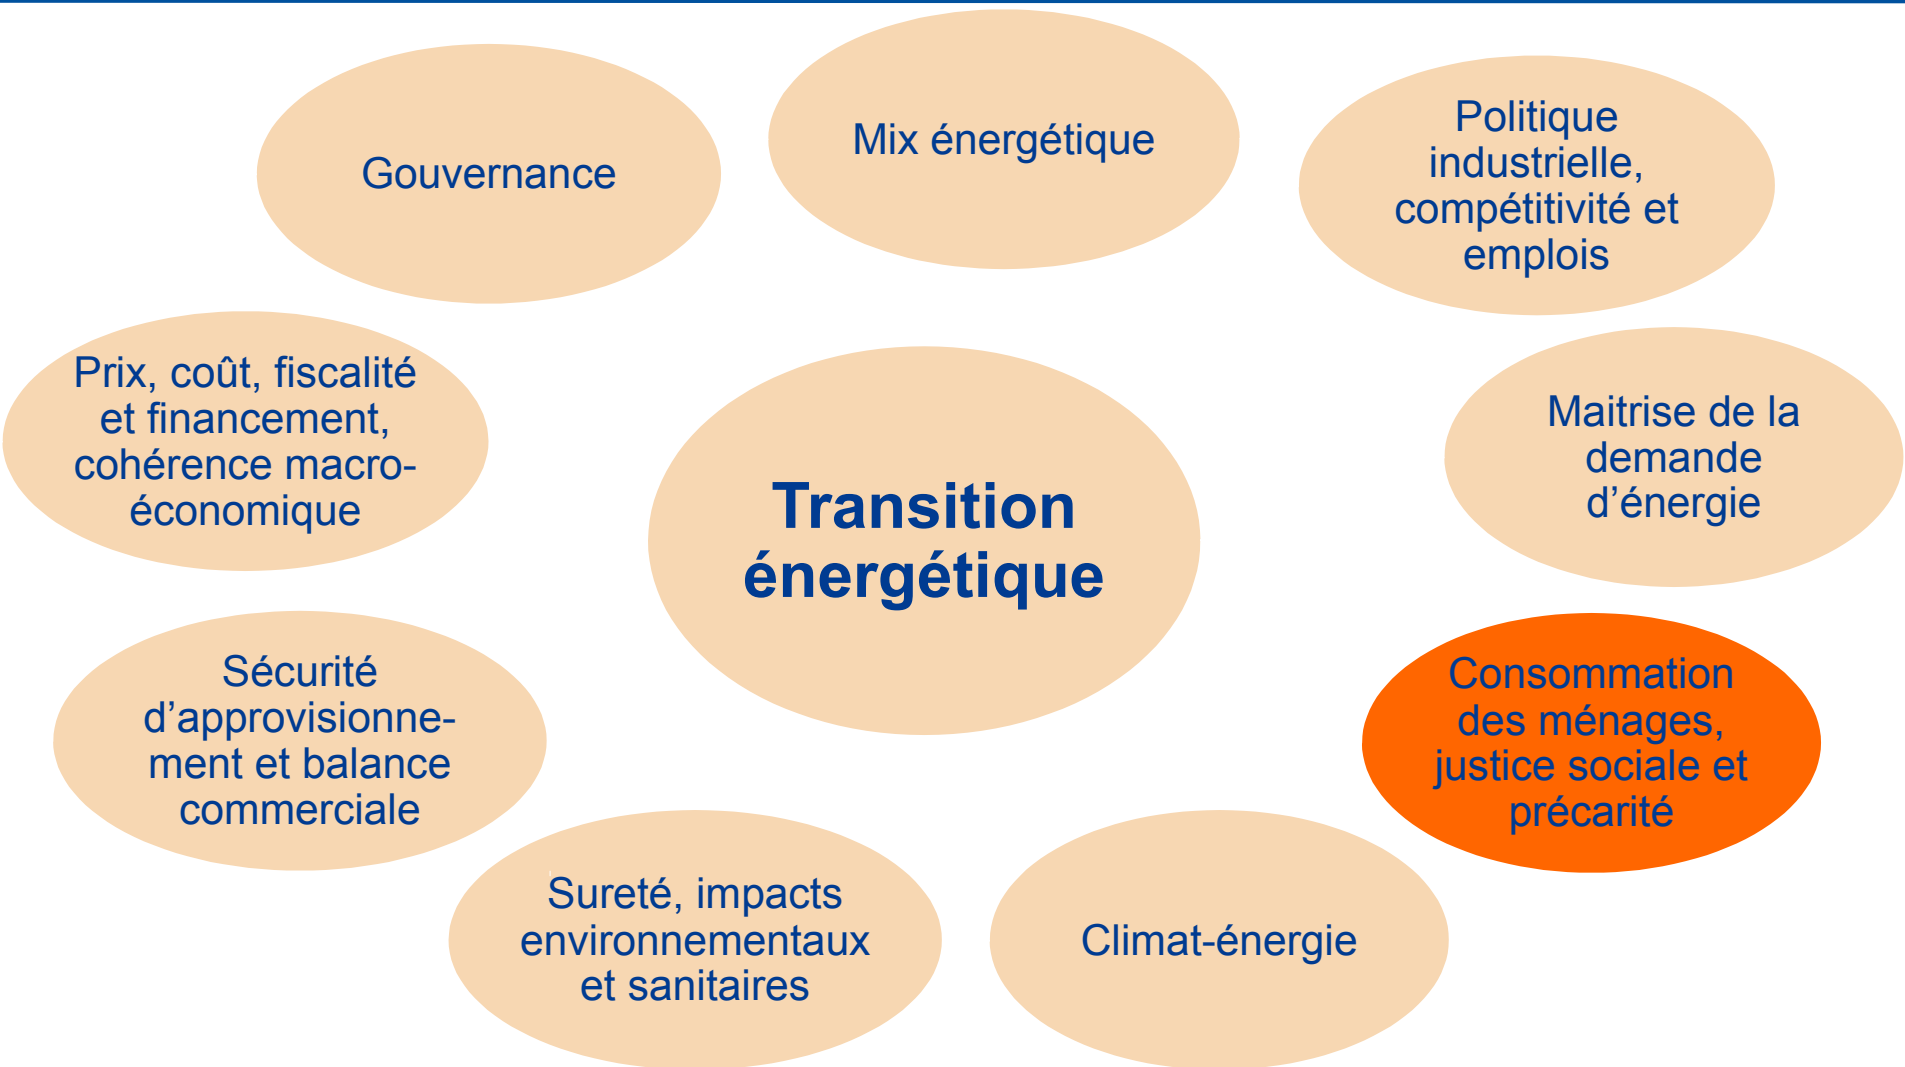 Gouvernance
Mix énergétique
Politique
industrielle,
compétitivité et
emplois
Prix, coût, fiscalité
et financement,
cohérence macro-
économique
Transition
énergétique
Maitrise de la
demande
d’énergie
Sécurité
d’approvisionne-
ment et balance
commerciale
Consommation
des ménages,
justice sociale et
précarité
Sureté, impacts
environnementaux
et sanitaires
Climat-énergie